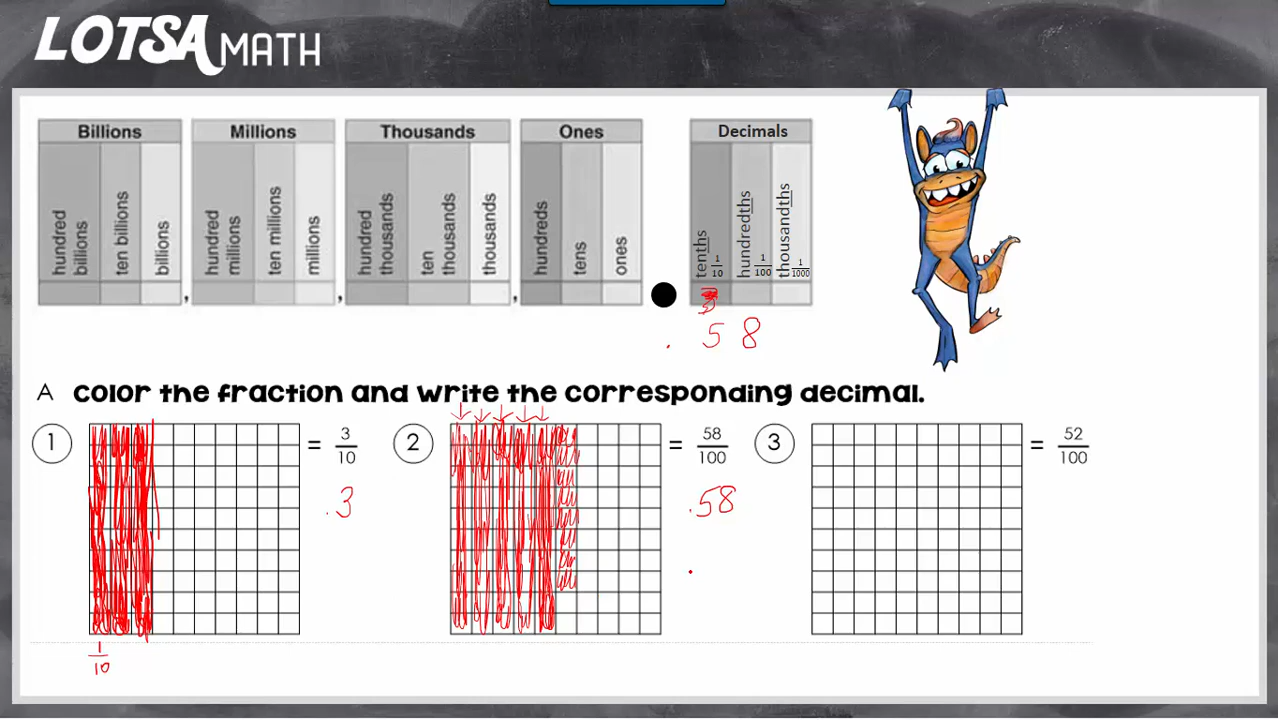 LOTSA MATH
Billions Millions Thousands Ones Decimals
hundred billions ten billions billions , hundred millions ten millions millions , hundred thousands ten thousands thousands , hundreds tens ones . tenths 1/10 hundredths 1/100 thousandths 1/1000
. 5 8
A Color the fraction and write the corresponding decimal.
1 = 3/10 2 = 58/100 3 = 52/100
.3 .58
.
1/10